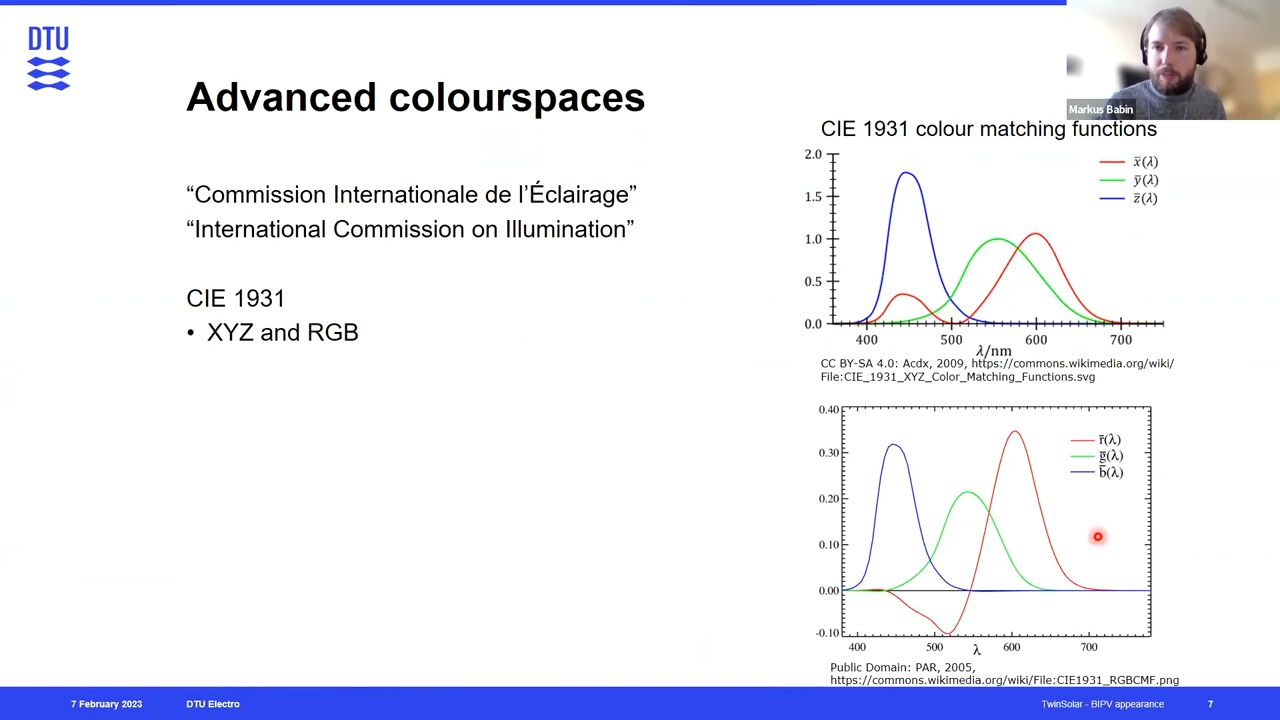 DTU
Markus Babin
Advanced colourspaces
“Commission Internationale de l’Éclairage”
“International Commission on Illumination”
CIE 1931
• XYZ and RGB
CIE 1931 colour matching functions
2.0
1.5
1.0
0.5
0.0
x̄(λ)
ȳ(λ)
z̄(λ)
400 500 600 700
λ/nm
CC BY-SA 4.0: Acdx, 2009, https://commons.wikimedia.org/wiki/
File:CIE_1931_XYZ_Color_Matching_Functions.svg
0.40
0.30
0.20
0.10
0.00
-0.10
r̄(λ)
ḡ(λ)
b̄(λ)
400 500 600 700
λ
Public Domain: PAR, 2005,
https://commons.wikimedia.org/wiki/File:CIE1931_RGBCMF.png
7 February 2023 DTU Electro TwinSolar - BIPV appearance 7